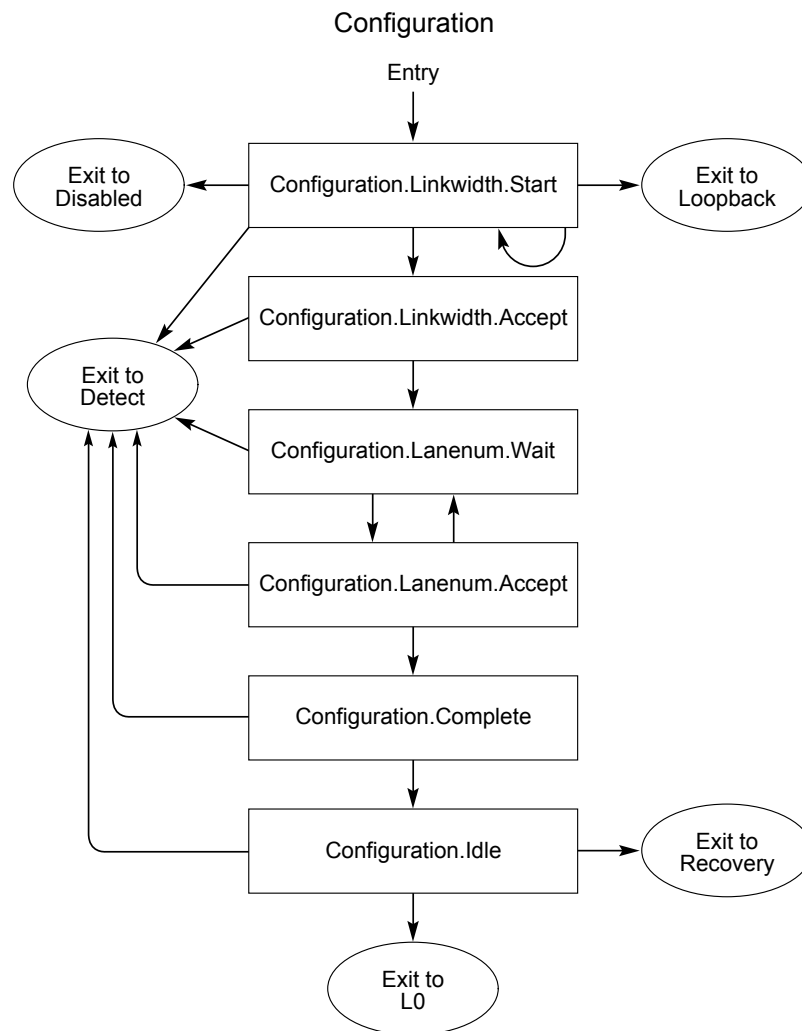 Configuration
Entry
Exit to
Disabled
Configuration.Linkwidth.Start
Exit to
Loopback
Configuration.Linkwidth.Accept
Exit to
Detect
Configuration.Lanenum.Wait
Configuration.Lanenum.Accept
Configuration.Complete
Configuration.Idle
Exit to
Recovery
Exit to
L0